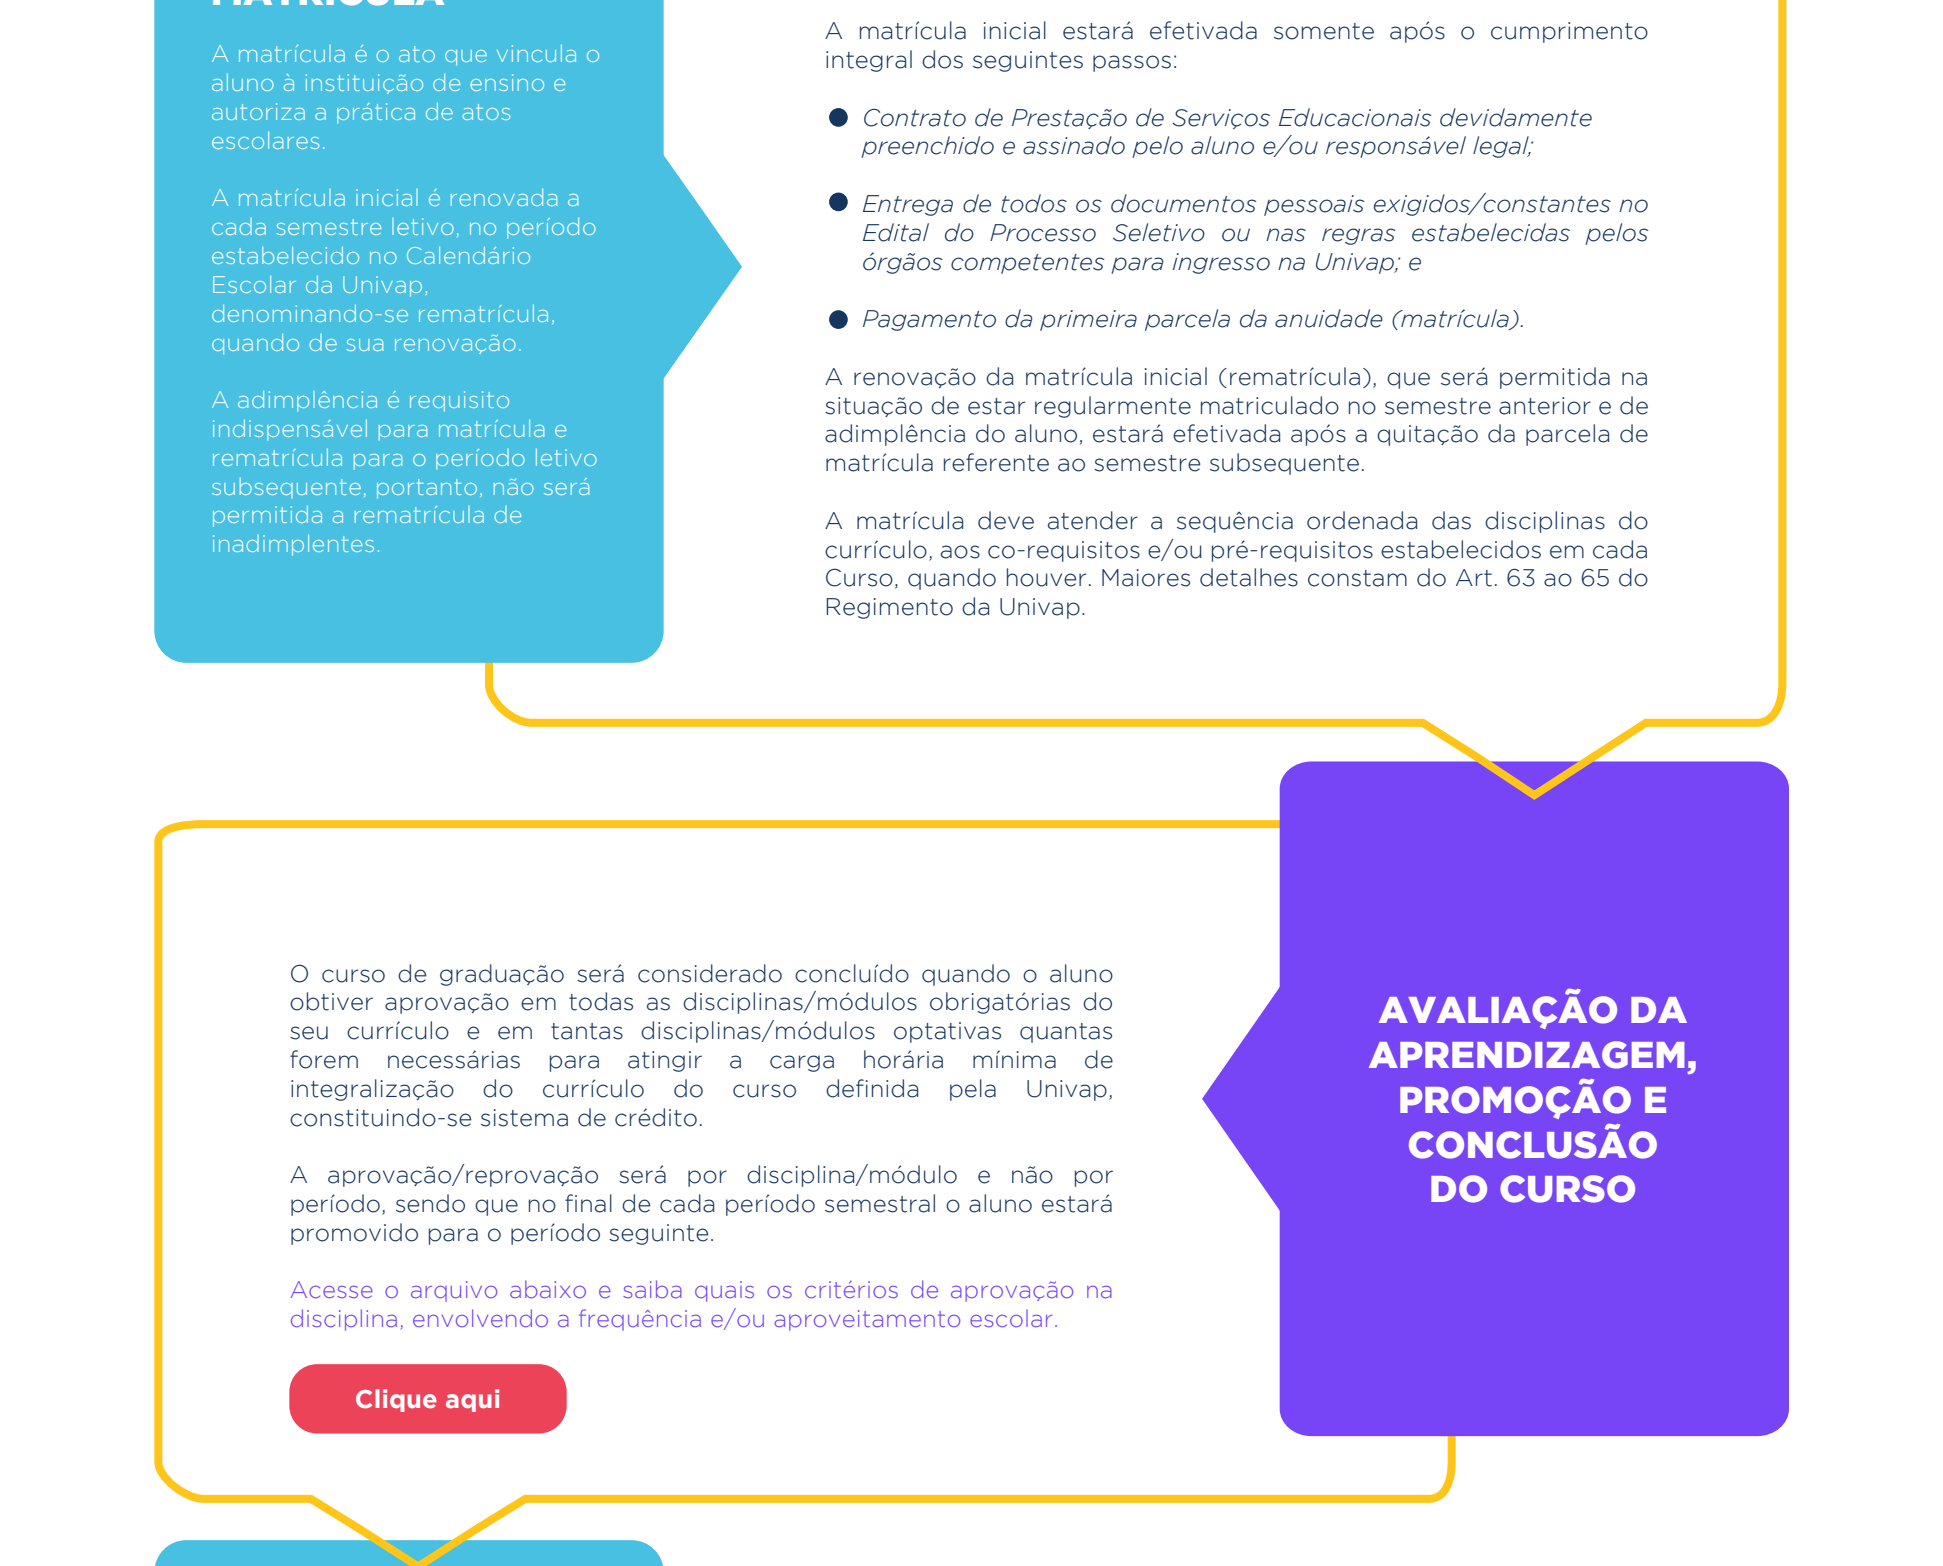 MATRÍCULA
A matrícula é o ato que vincula o
aluno à instituição de ensino e
autoriza a prática de atos
escolares.
A matrícula inicial é renovada a
cada semestre letivo, no período
estabelecido no Calendário
Escolar da Univap,
denominando-se rematrícula,
quando de sua renovação.
A adimplência é requisito
indispensável para matrícula e
rematrícula para o período letivo
subsequente, portanto, não será
permitida a rematrícula de
inadimplentes.
A matrícula inicial estará efetivada somente após o cumprimento
integral dos seguintes passos:
● Contrato de Prestação de Serviços Educacionais devidamente
preenchido e assinado pelo aluno e/ou responsável legal;
● Entrega de todos os documentos pessoais exigidos/constantes no
Edital do Processo Seletivo ou nas regras estabelecidas pelos
órgãos competentes para ingresso na Univap; e
● Pagamento da primeira parcela da anuidade (matrícula).
A renovação da matrícula inicial (rematrícula), que será permitida na
situação de estar regularmente matriculado no semestre anterior e de
adimplência do aluno, estará efetivada após a quitação da parcela de
matrícula referente ao semestre subsequente.
A matrícula deve atender a sequência ordenada das disciplinas do
currículo, aos co-requisitos e/ou pré-requisitos estabelecidos em cada
Curso, quando houver. Maiores detalhes constam do Art. 63 ao 65 do
Regimento da Univap.
O curso de graduação será considerado concluído quando o aluno
obtiver aprovação em todas as disciplinas/módulos obrigatórias do
seu currículo e em tantas disciplinas/módulos optativas quantas
forem necessárias para atingir a carga horária mínima de
integralização do currículo do curso definida pela Univap,
constituindo-se sistema de crédito.
A aprovação/reprovação será por disciplina/módulo e não por
período, sendo que no final de cada período semestral o aluno estará
promovido para o período seguinte.
Acesse o arquivo abaixo e saiba quais os critérios de aprovação na
disciplina, envolvendo a frequência e/ou aproveitamento escolar.
Clique aqui
AVALIAÇÃO DA
APRENDIZAGEM,
PROMOÇÃO E
CONCLUSÃO
DO CURSO